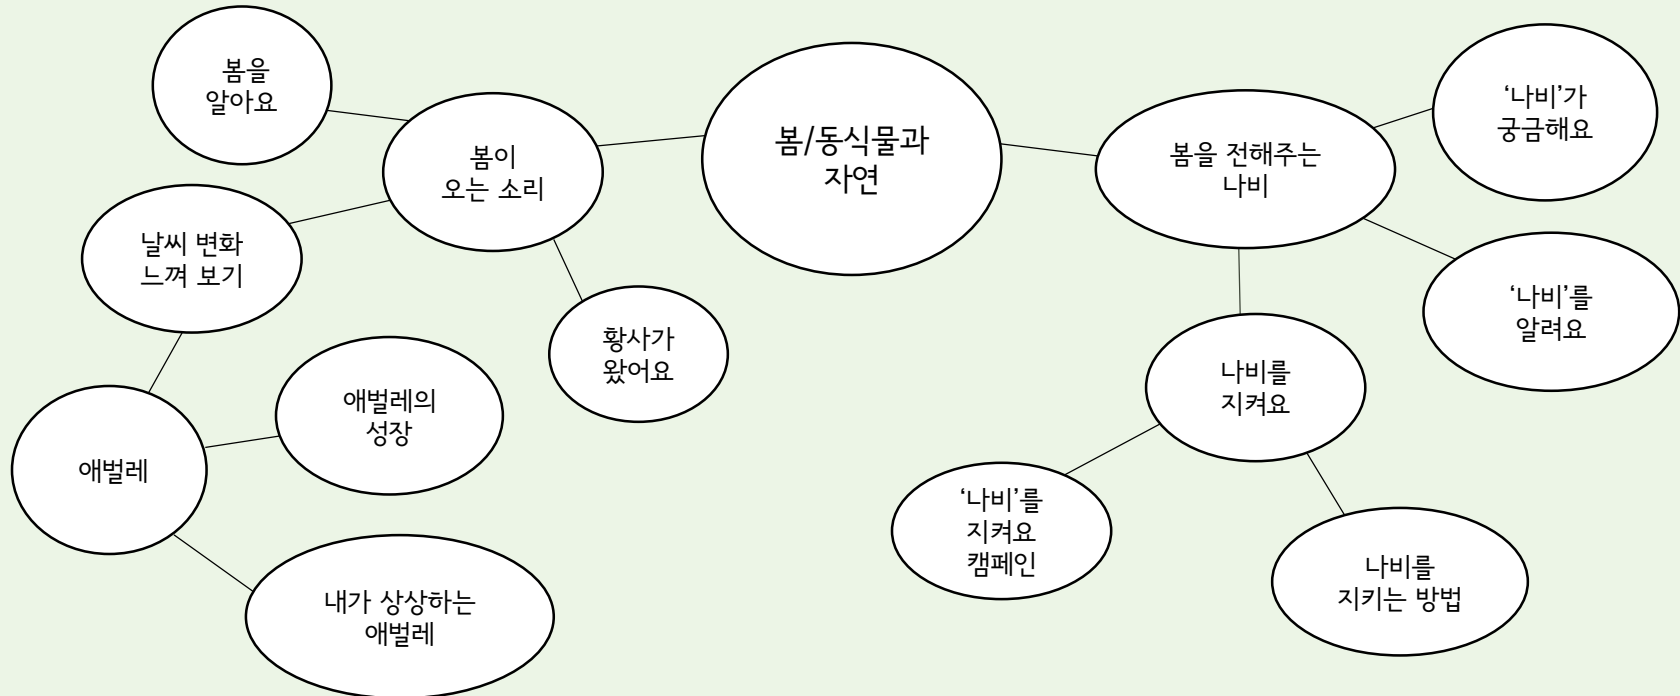 봄을
알아요
봄이
오는 소리
봄/동식물과
자연
봄을 전해주는
나비
‘나비’가
궁금해요
날씨 변화
느껴 보기
황사가
왔어요
‘나비’를
알려요
애벌레
애벌레의
성장
내가 상상하는
애벌레
나비를
지켜요
‘나비’를
지켜요
캠페인
나비를
지키는 방법